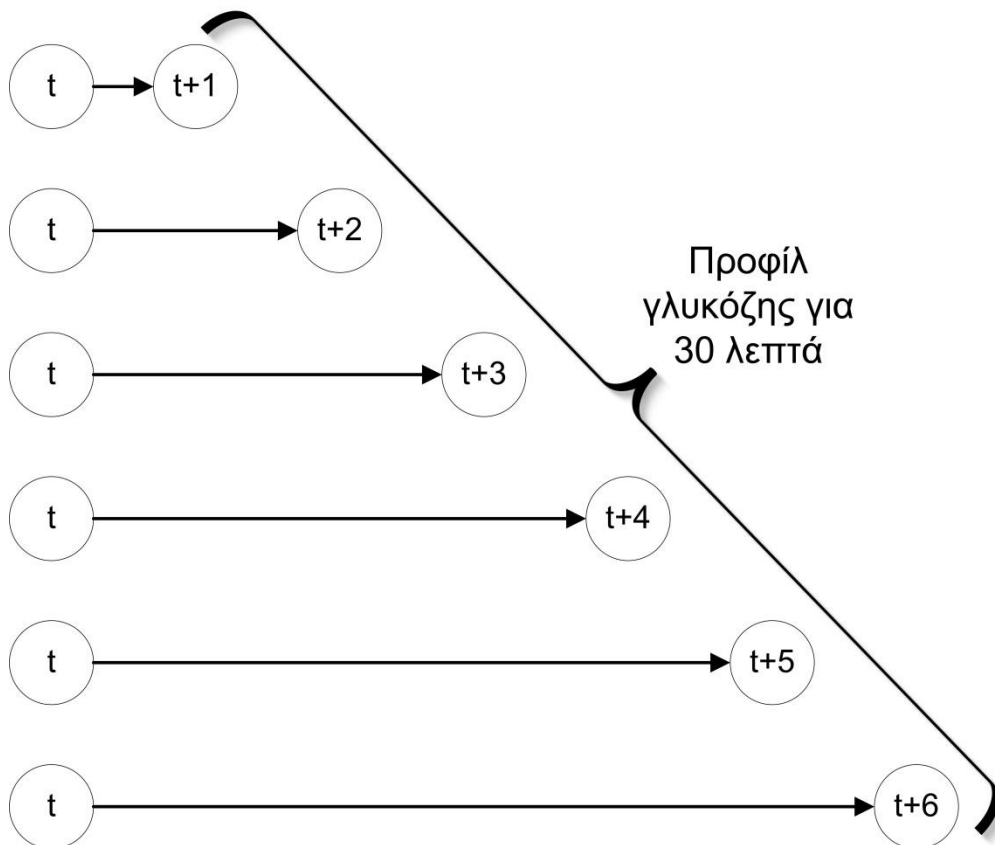 t t+1
t t+2
Προφίλ
γλυκόζης για
30 λεπτά
t t+3
t t+4
t t+5
t t+6